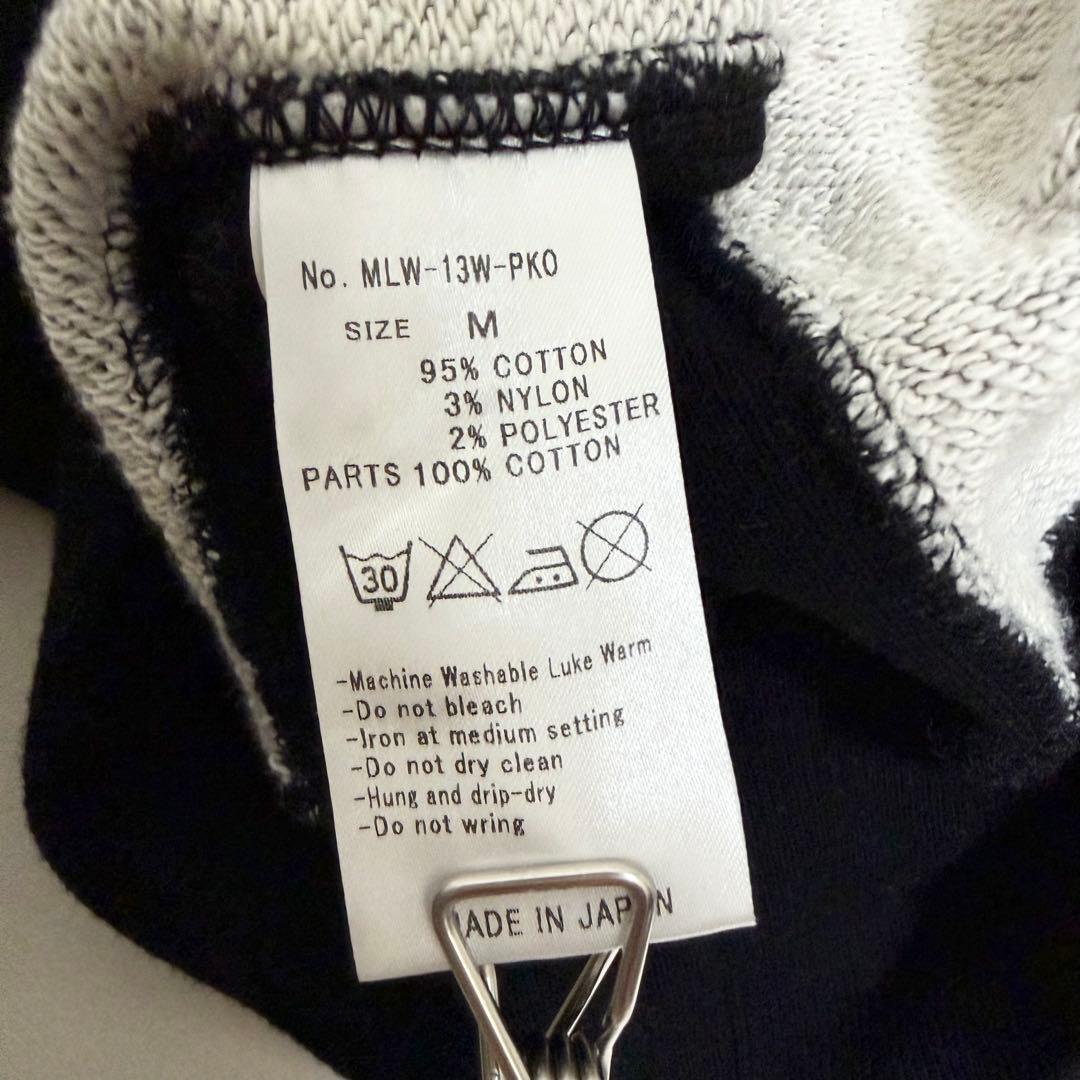 No. MLW-13W-PKO
SIZE M
95% COTTON
3% NYLON
2% POLYESTER
PARTS 100% COTTON
30
-Machine Washable Luke Warm
-Do not bleach
-Iron at medium setting
-Do not dry clean
-Hung and drip-dry
-Do not wring
MADE IN JAPAN